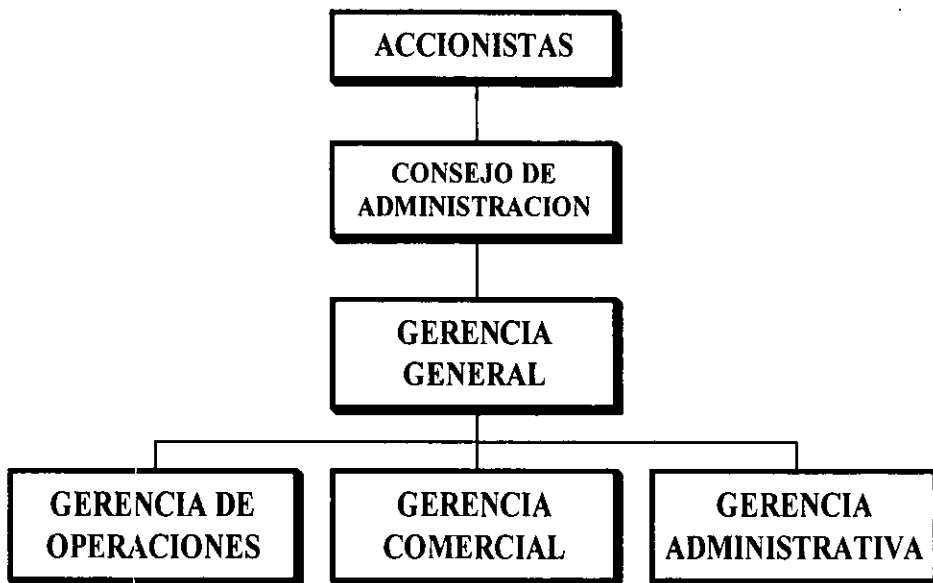 ACCIONISTAS
CONSEJO DE
ADMINISTRACION
GERENCIA
GENERAL
GERENCIA DE
OPERACIONES
GERENCIA
COMERCIAL
GERENCIA
ADMINISTRATIVA